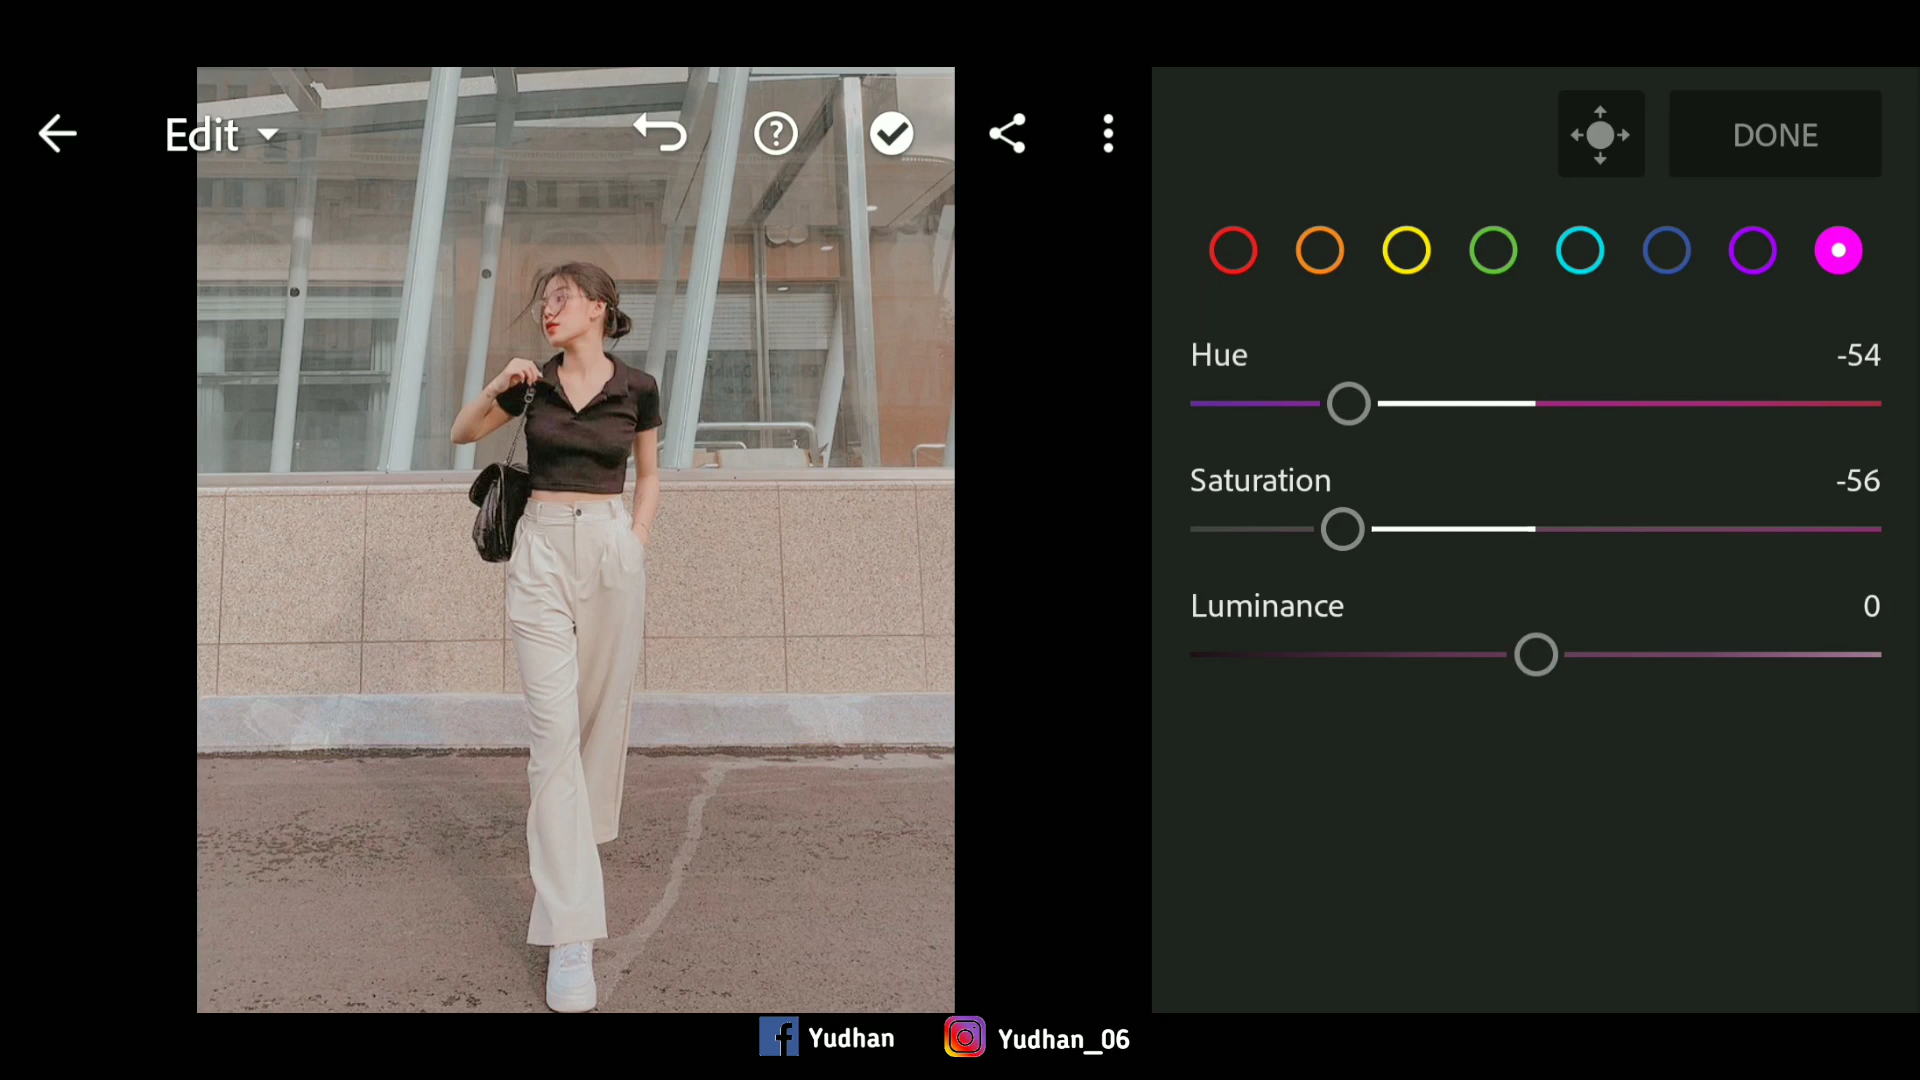 Edit
DONE
Hue -54
Saturation -56
Luminance 0
Yudhan
Yudhan_06